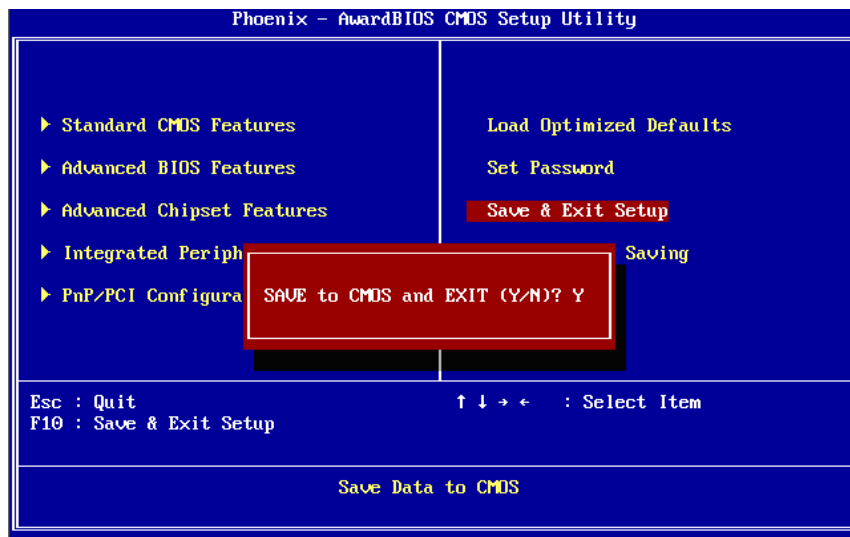 Phoenix - AwardBIOS CMOS Setup Utility
Standard CMOS Features
Advanced BIOS Features
Advanced Chipset Features
Integrated Periph
PnP/PCI Configura
Load Optimized Defaults
Set Password
Save & Exit Setup
Saving
SAVE to CMOS and EXIT (Y/N)? Y
Esc : Quit
F10 : Save & Exit Setup
↑ ↓ → ← : Select Item
Save Data to CMOS